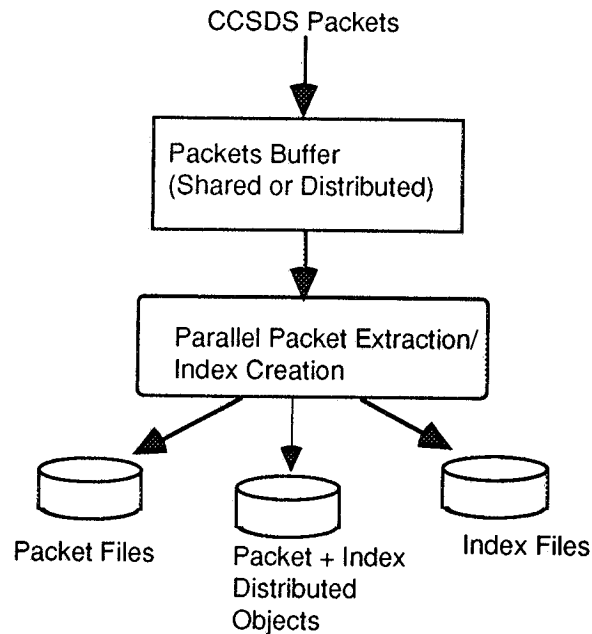 CCSDS Packets
Packets Buffer
(Shared or Distributed)
Parallel Packet Extraction/
Index Creation
Packet Files
Packet + Index
Distributed
Objects
Index Files